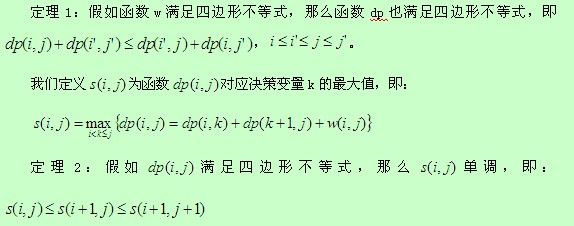 定理1：假如函数 w 满足四边形不等式，那么函数 dp 也满足四边形不等式，即
dp(i, j) + dp(i', j') ≤ dp(i', j) + dp(i, j')，i ≤ i' ≤ j ≤ j'。
我们定义 s(i, j) 为函数 dp(i, j) 对应决策变量 k 的最大值，即：
s(i, j) = max{dp(i, j) = dp(i, k) + dp(k+1, j) + w(i, j)}
i<k≤j
定理2：假如 dp(i, j) 满足四边形不等式，那么 s(i, j) 单调，即：
s(i, j) ≤ s(i+1, j) ≤ s(i+1, j+1)